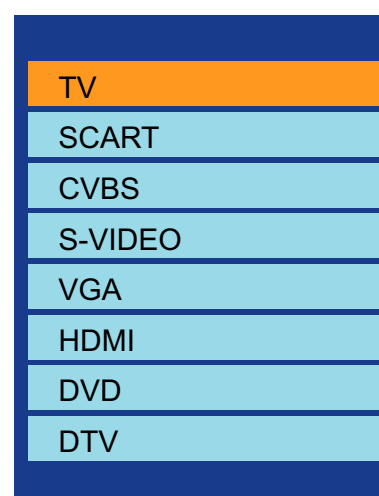 TV
SCART
CVBS
S-VIDEO
VGA
HDMI
DVD
DTV